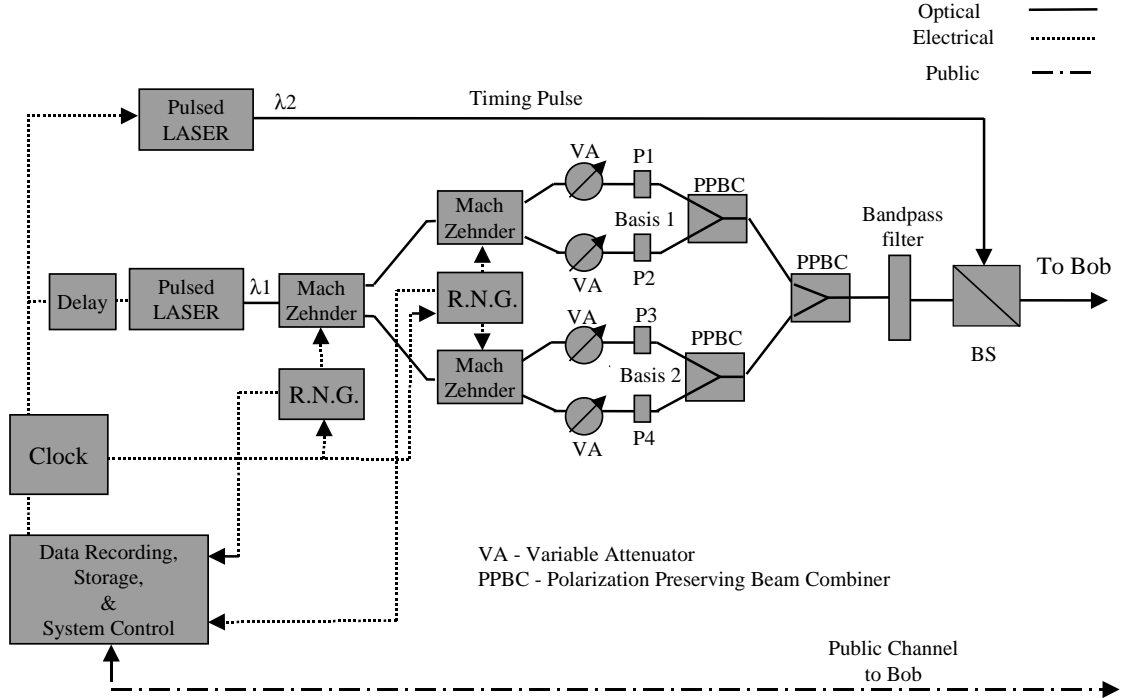 Optical
Electrical
Public
Pulsed
LASER
λ2
Timing Pulse
VA
P1
PPBC
Mach
Zehnder
Basis 1
Bandpass
filter
VA
P2
PPBC
To Bob
Delay
Pulsed
LASER
λ1
Mach
Zehnder
R.N.G.
VA
P3
PPBC
BS
Mach
Zehnder
Basis 2
R.N.G.
VA
P4
Clock
Data Recording,
Storage,
&
System Control
VA - Variable Attenuator
PPBC - Polarization Preserving Beam Combiner
Public Channel
to Bob